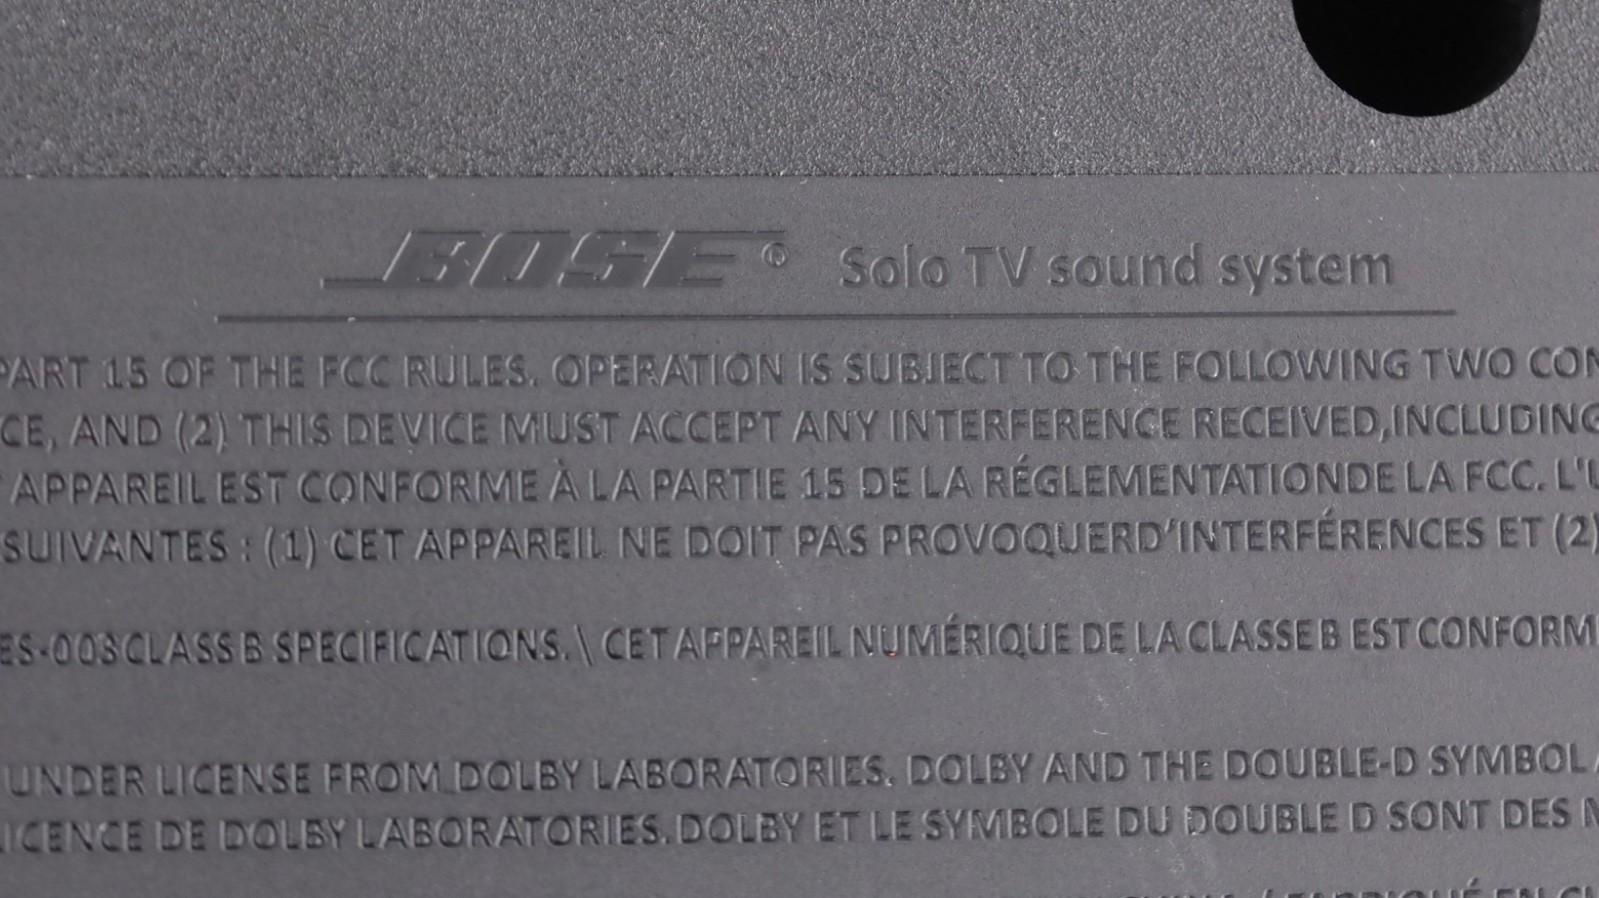 BOSE® Solo TV sound system
PART 15 OF THE FCC RULES. OPERATION IS SUBJECT TO THE FOLLOWING TWO CON
CE, AND (2) THIS DEVICE MUST ACCEPT ANY INTERFERENCE RECEIVED,INCLUDING
APPAREIL EST CONFORME À LA PARTIE 15 DE LA RÉGLEMENTATIONDE LA FCC. L'U
SUIVANTES : (1) CET APPAREIL NE DOIT PAS PROVOQUERD’INTERFÉRENCES ET (2)
ES-003 CLASS B SPECIFICATIONS. \ CET APPAREIL NUMÉRIQUE DE LA CLASSE B EST CONFORM
UNDER LICENSE FROM DOLBY LABORATORIES. DOLBY AND THE DOUBLE-D SYMBOL
ICENCE DE DOLBY LABORATORIES. DOLBY ET LE SYMBOLE DU DOUBLE D SONT DES
/ FABRIQUÉ EN